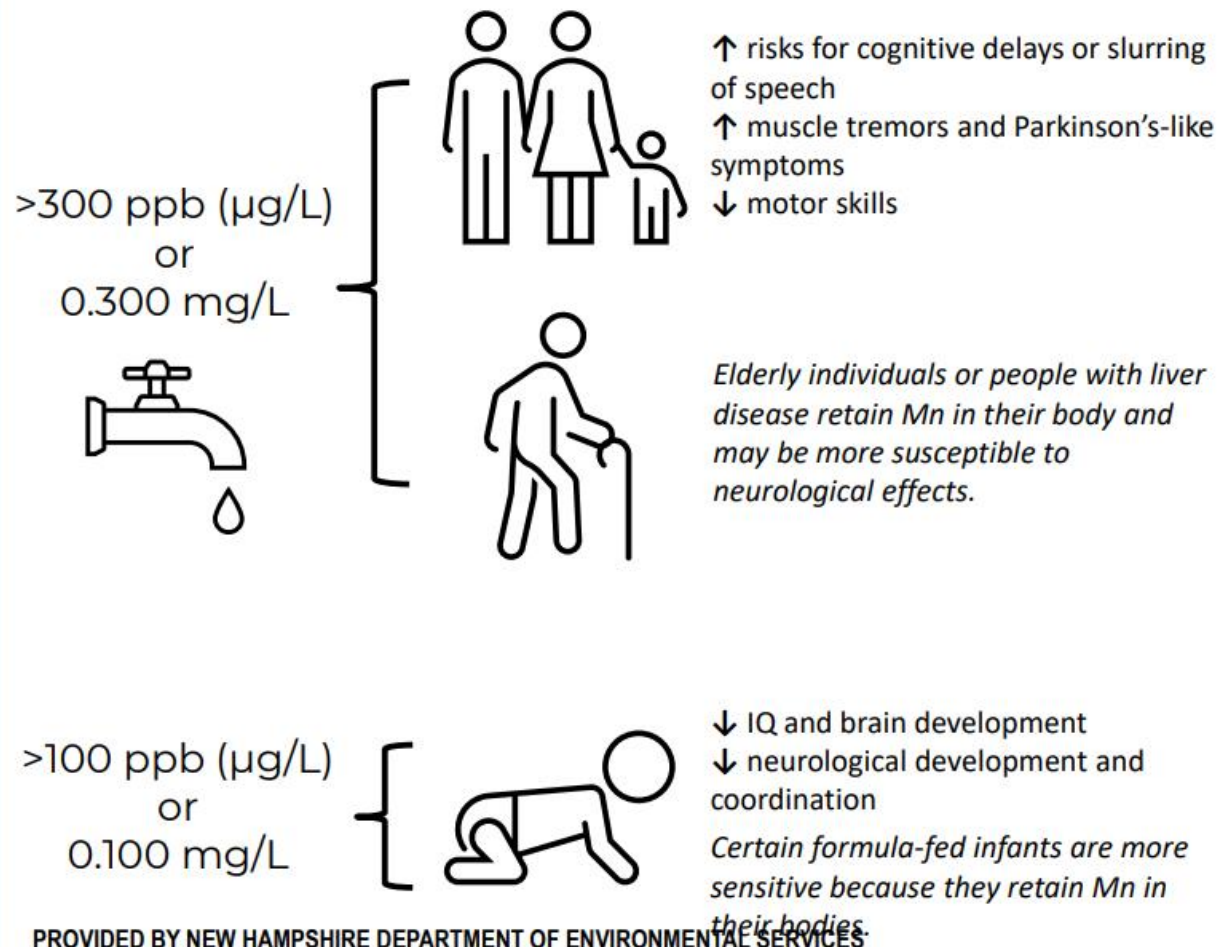 ↑ risks for cognitive delays or slurring
of speech
↑ muscle tremors and Parkinson's-like
symptoms
↓ motor skills
>300 ppb (µg/L)
or
0.300 mg/L
Elderly individuals or people with liver
disease retain Mn in their body and
may be more susceptible to
neurological effects.
>100 ppb (µg/L)
or
0.100 mg/L
↓ IQ and brain development
↓ neurological development and
coordination
Certain formula-fed infants are more
sensitive because they retain Mn in
their bodies.
PROVIDED BY NEW HAMPSHIRE DEPARTMENT OF ENVIRONMENTAL SERVICES